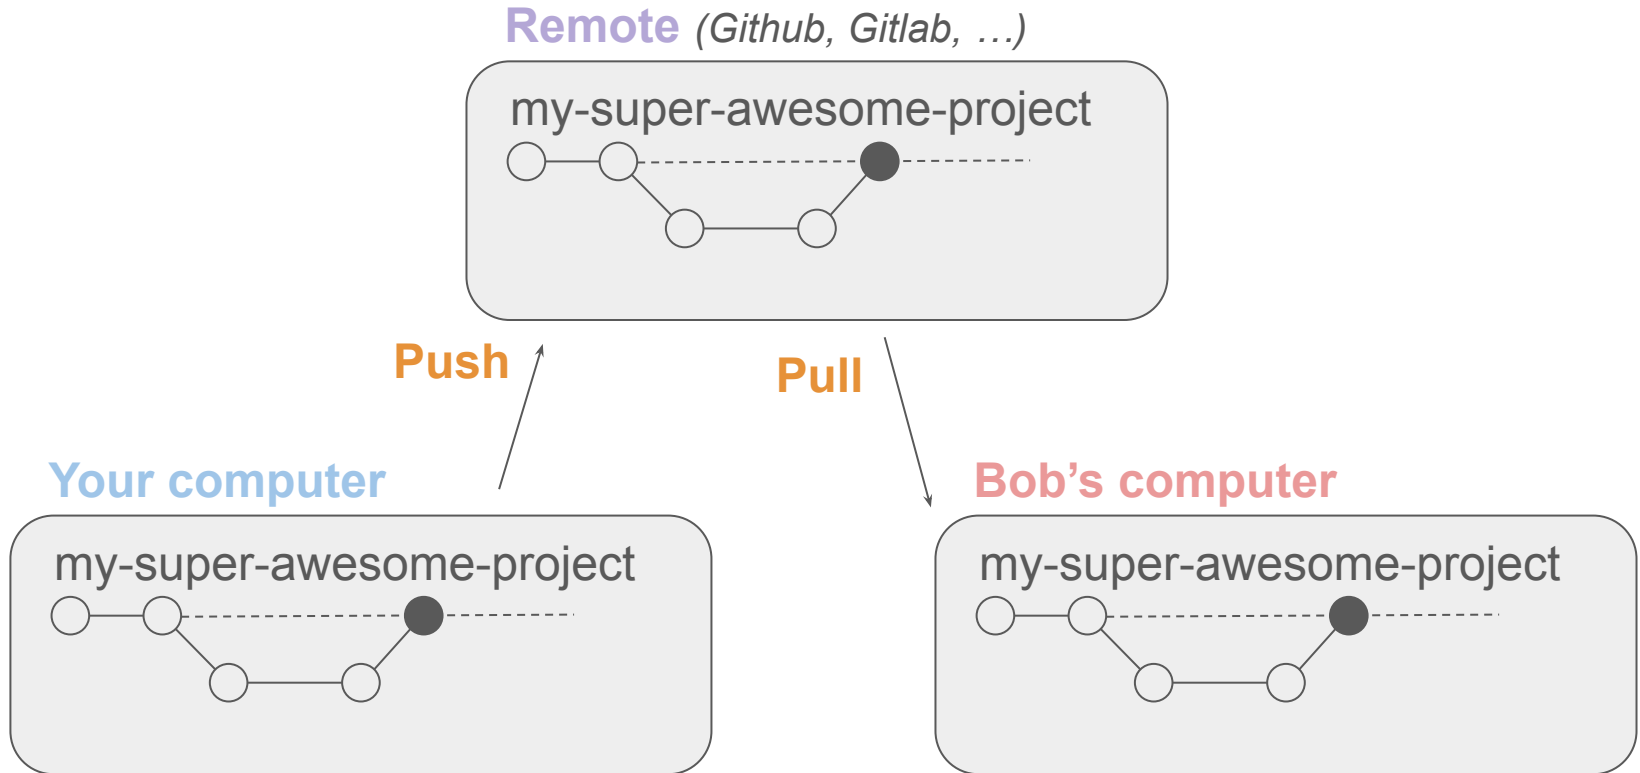 Remote (Github, Gitlab, …)
my-super-awesome-project
Push
Pull
Your computer
my-super-awesome-project
Bob’s computer
my-super-awesome-project